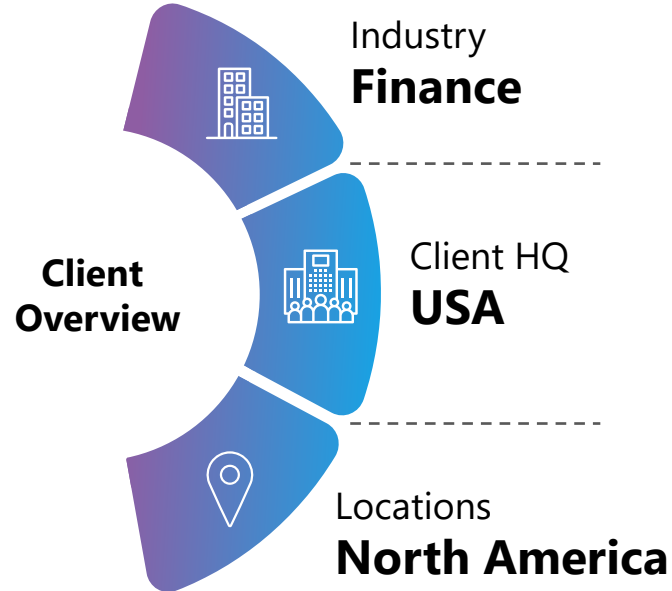 Industry
Finance
Client
Overview
Client HQ
USA
Locations
North America